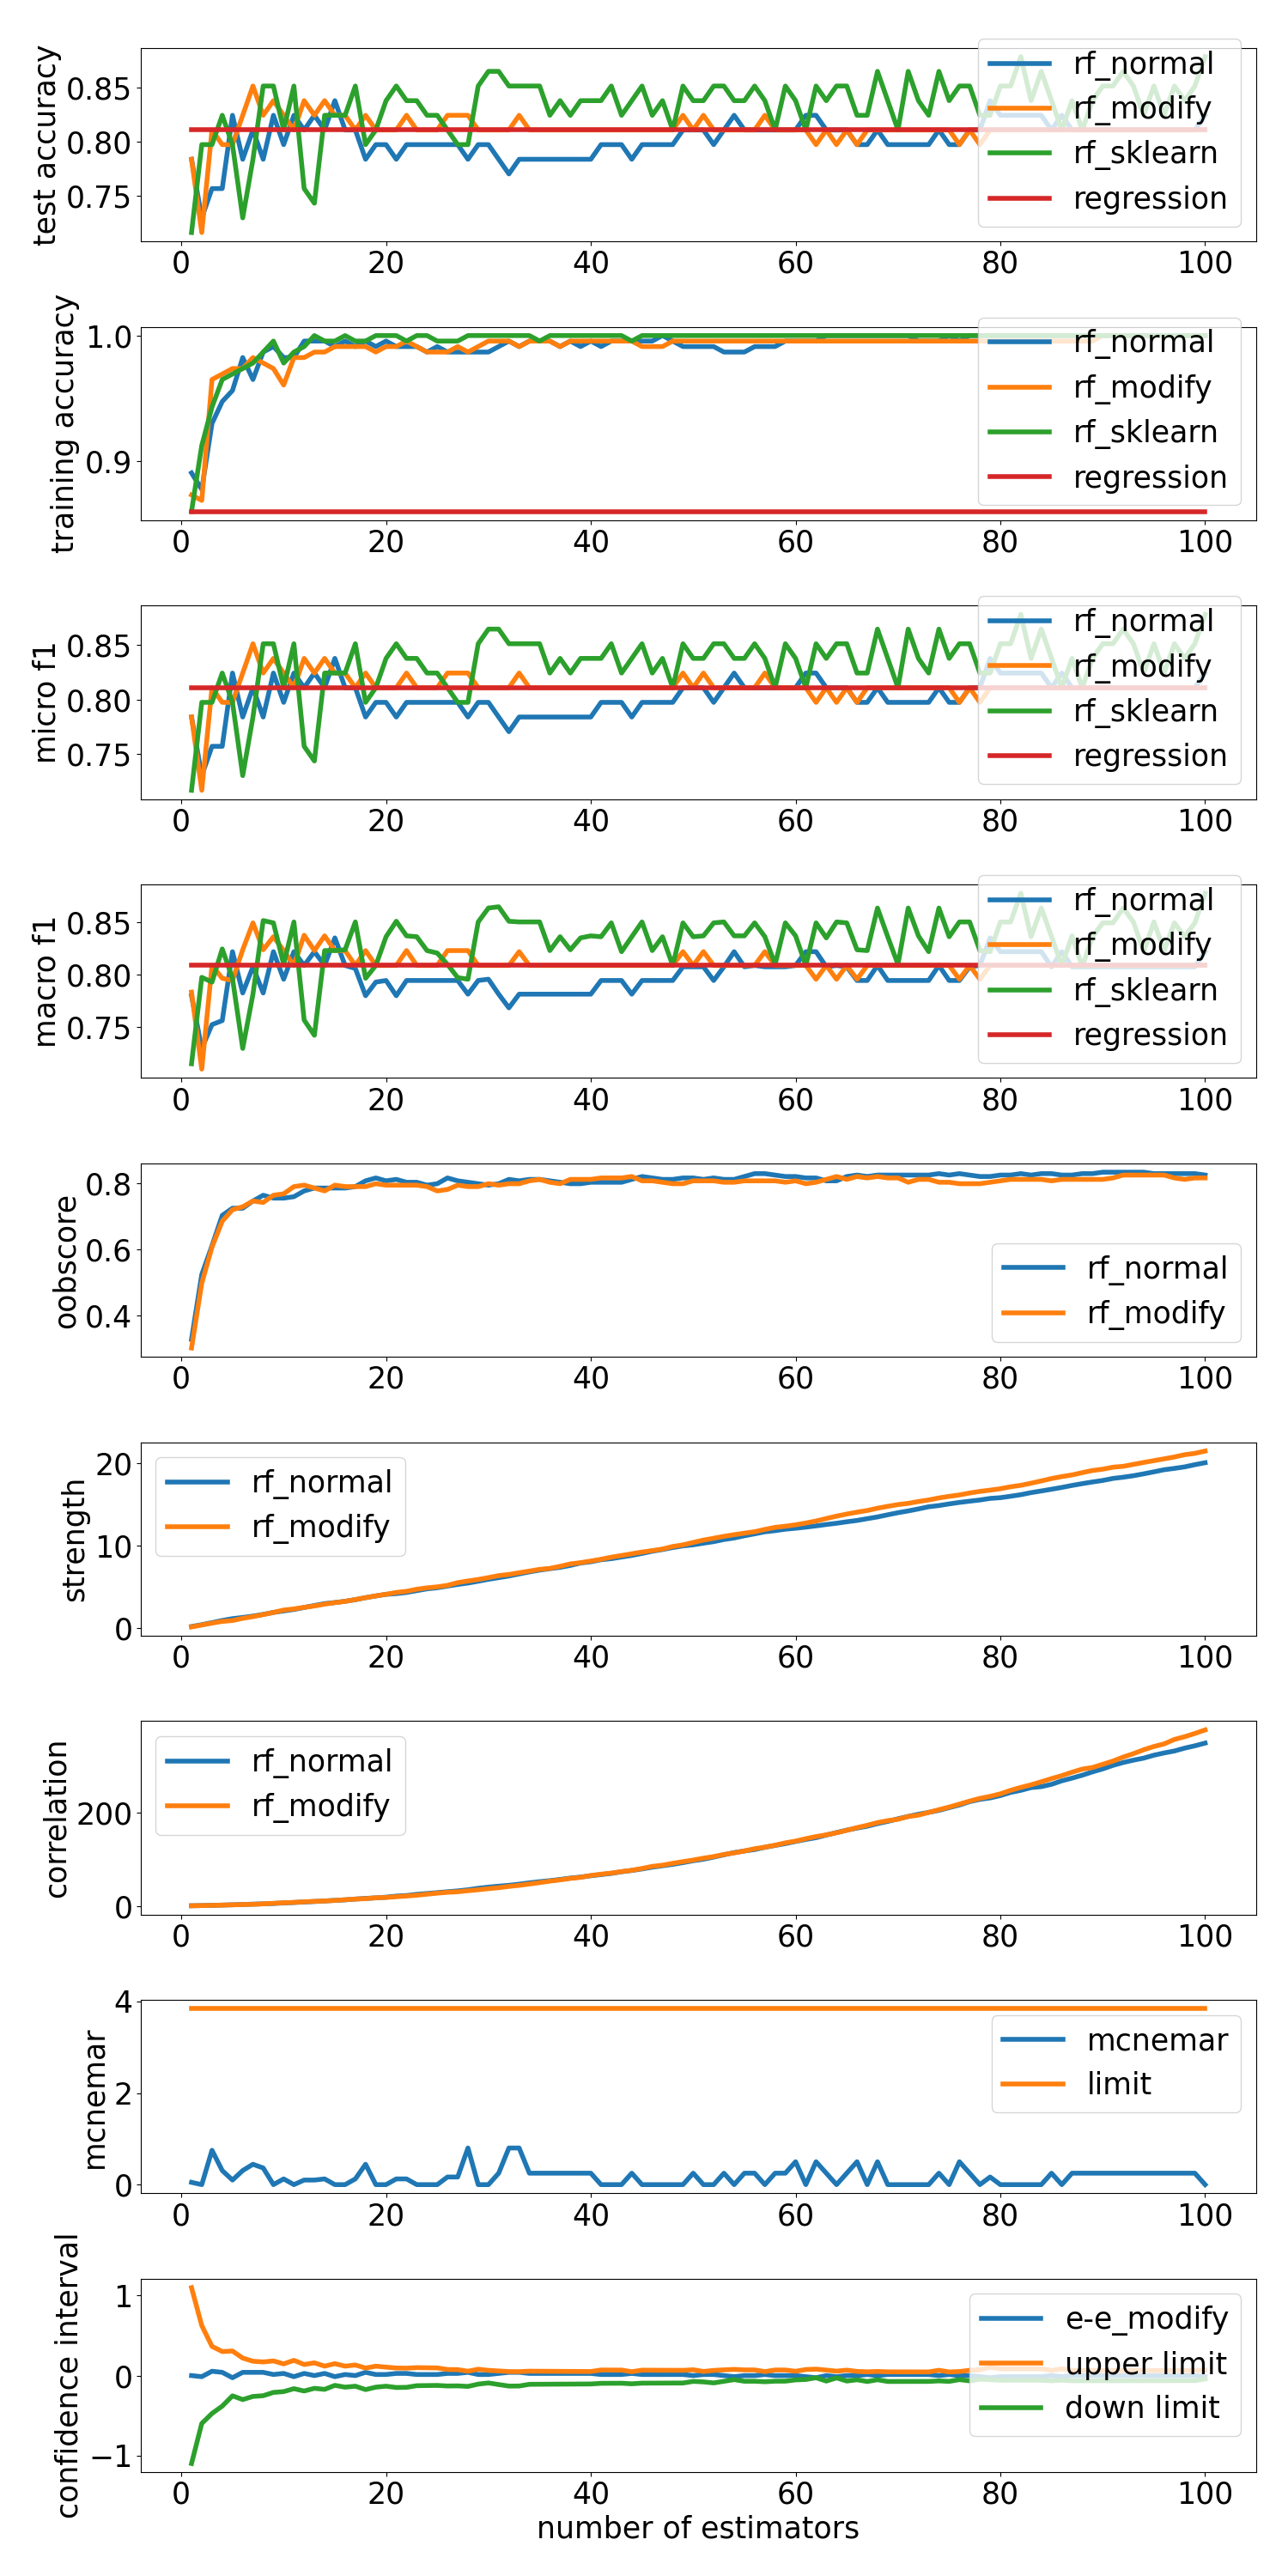 test accuracy
0.85
0.80
0.75
0 20 40 60 80 100
rf_normal
rf_modify
rf_sklearn
regression
training accuracy
1.0
0.9
0 20 40 60 80 100
rf_normal
rf_modify
rf_sklearn
regression
micro f1
0.85
0.80
0.75
0 20 40 60 80 100
rf_normal
rf_modify
rf_sklearn
regression
macro f1
0.85
0.80
0.75
0 20 40 60 80 100
rf_normal
rf_modify
rf_sklearn
regression
oobscore
0.8
0.6
0.4
0 20 40 60 80 100
rf_normal
rf_modify
strength
20
10
0
0 20 40 60 80 100
rf_normal
rf_modify
correlation
200
0
0 20 40 60 80 100
rf_normal
rf_modify
mcnemar
4
2
0
0 20 40 60 80 100
mcnemar
limit
confidence interval
1
0
−1
0 20 40 60 80 100
e-e_modify
upper limit
down limit
number of estimators